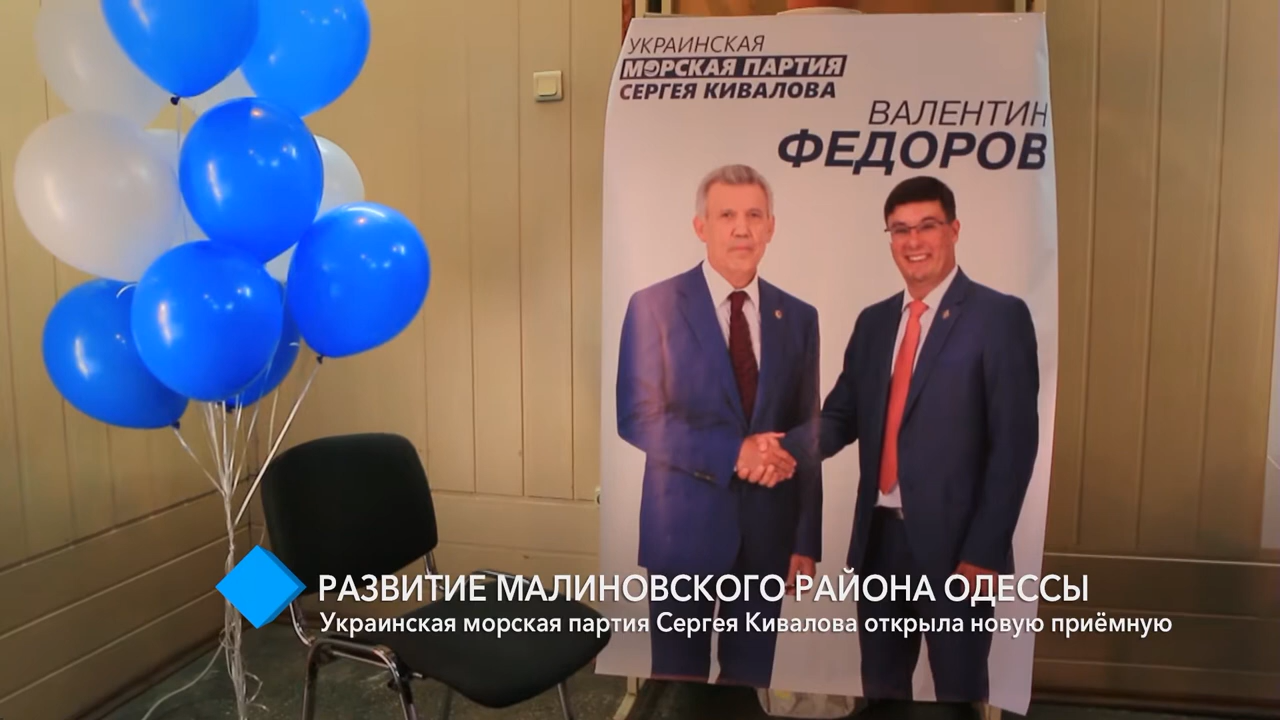 УКРАИНСКАЯ
МОРСКАЯ ПАРТИЯ
СЕРГЕЯ КИВАЛОВА
ВАЛЕНТИН
ФЕДОРОВ
РАЗВИТИЕ МАЛИНОВСКОГО РАЙОНА ОДЕССЫ
Украинская морская партия Сергея Кивалова открыла новую приёмную